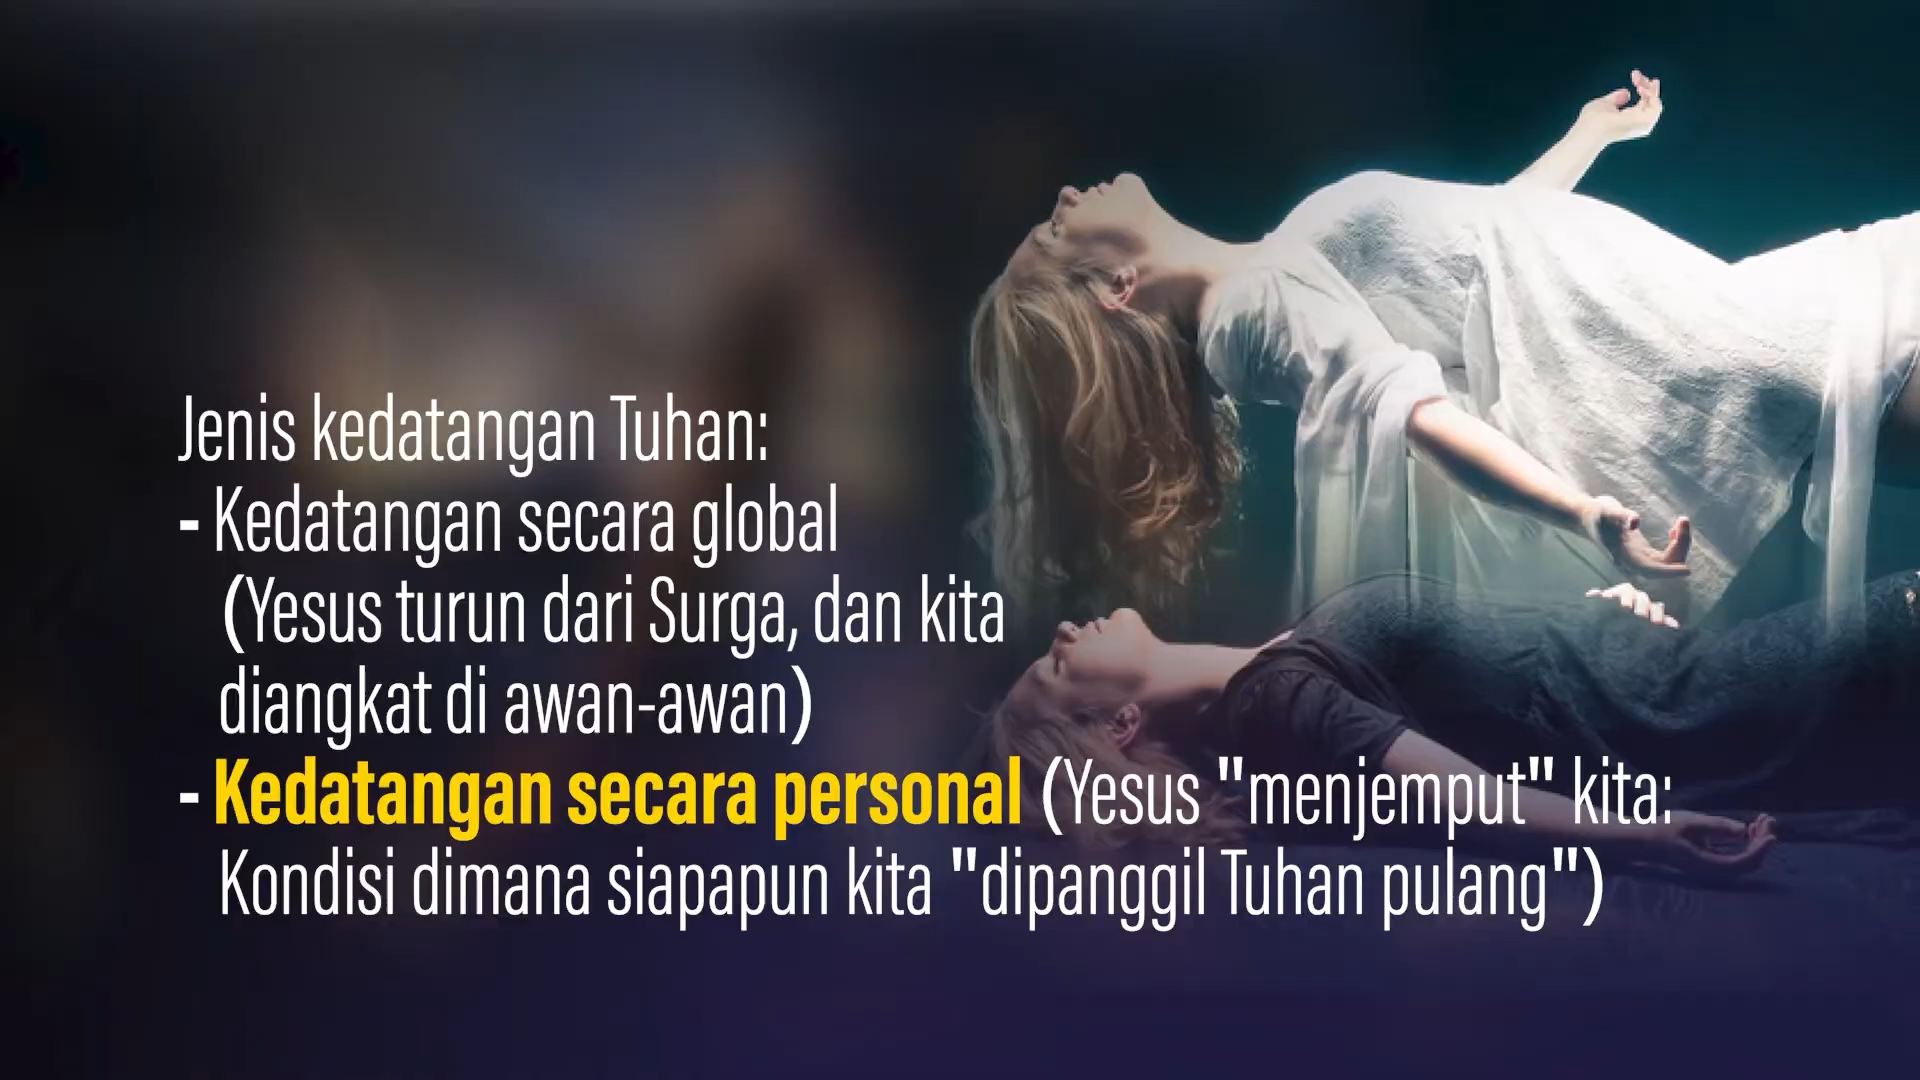 Jenis kedatangan Tuhan:
- Kedatangan secara global
(Yesus turun dari Surga, dan kita
diangkat di awan-awan)
- Kedatangan secara personal (Yesus "menjemput" kita:
Kondisi dimana siapapun kita "dipanggil Tuhan pulang")